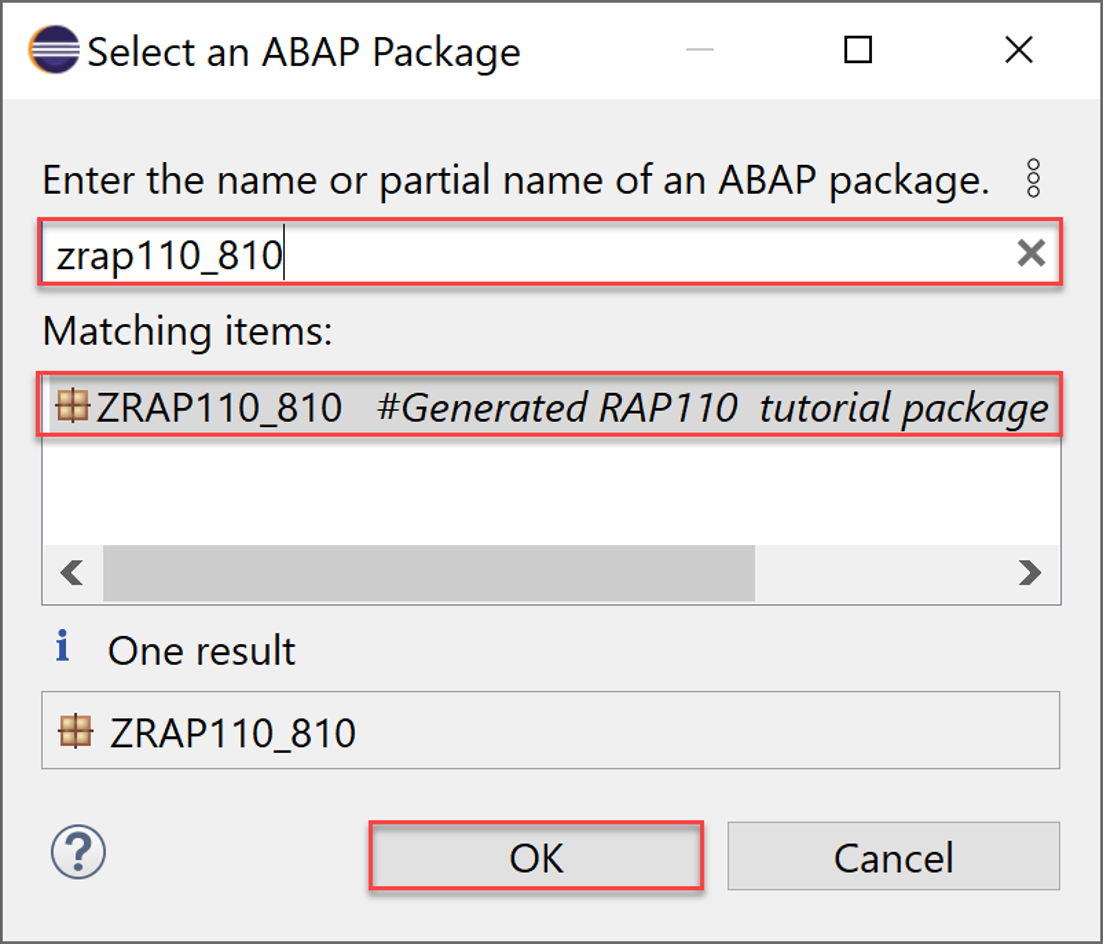 Select an ABAP Package
Enter the name or partial name of an ABAP package.
zrap110_810
Matching items:
ZRAP110_810 #Generated RAP110 tutorial package
One result
ZRAP110_810
OK Cancel